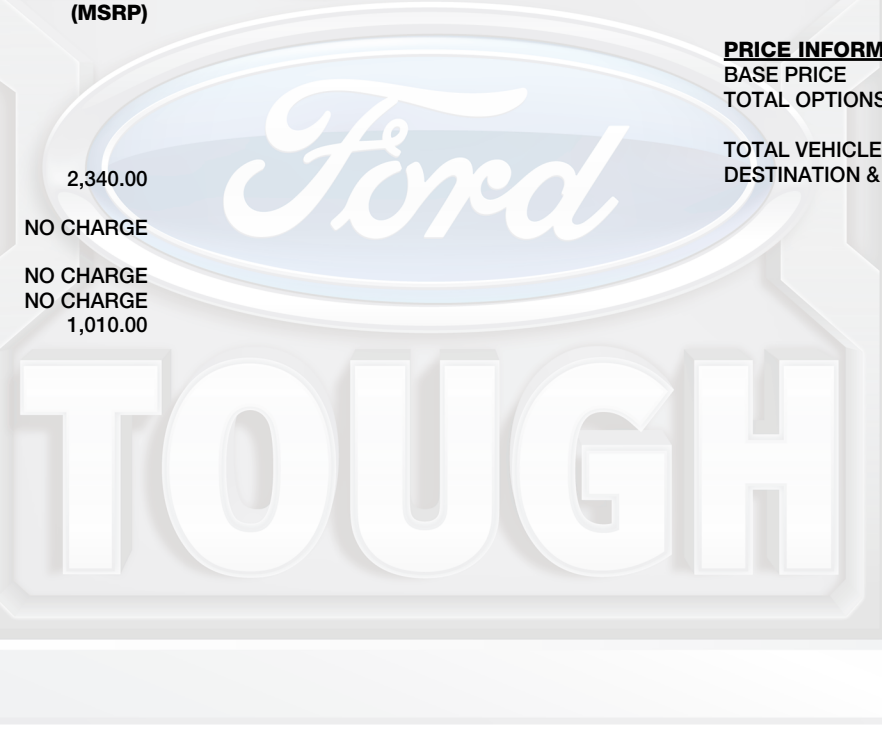 (MSRP)
2,340.00
NO CHARGE
NO CHARGE
NO CHARGE
1,010.00
PRICE INFORM
BASE PRICE
TOTAL OPTIONS
TOTAL VEHICLE
DESTINATION &
Ford
TOUGH